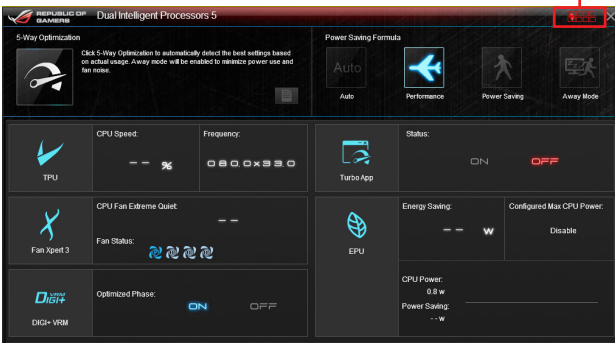 REPUBLIC OF
GAMERS
Dual Intelligent Processors 5
5-Way Optimization
Click 5-Way Optimization to automatically detect the best settings based
on actual usage. Away mode will be enabled to minimize power use and
fan noise.
Power Saving Formula
Auto
Auto
Performance
Power Saving
Away Mode
TPU
CPU Speed:
-- %
Frequency:
080.0x33.0
Turbo App
Status:
ON
OFF
Fan Xpert 3
CPU Fan Extreme Quiet:
--
Fan Status:
EPU
Energy Saving:
-- w
Configured Max CPU Power:
Disable
CPU Power:
0.8 w
Power Saving:
--w
DIGI+ VRM
DIGI+ VRM
Optimized Phase:
ON
OFF